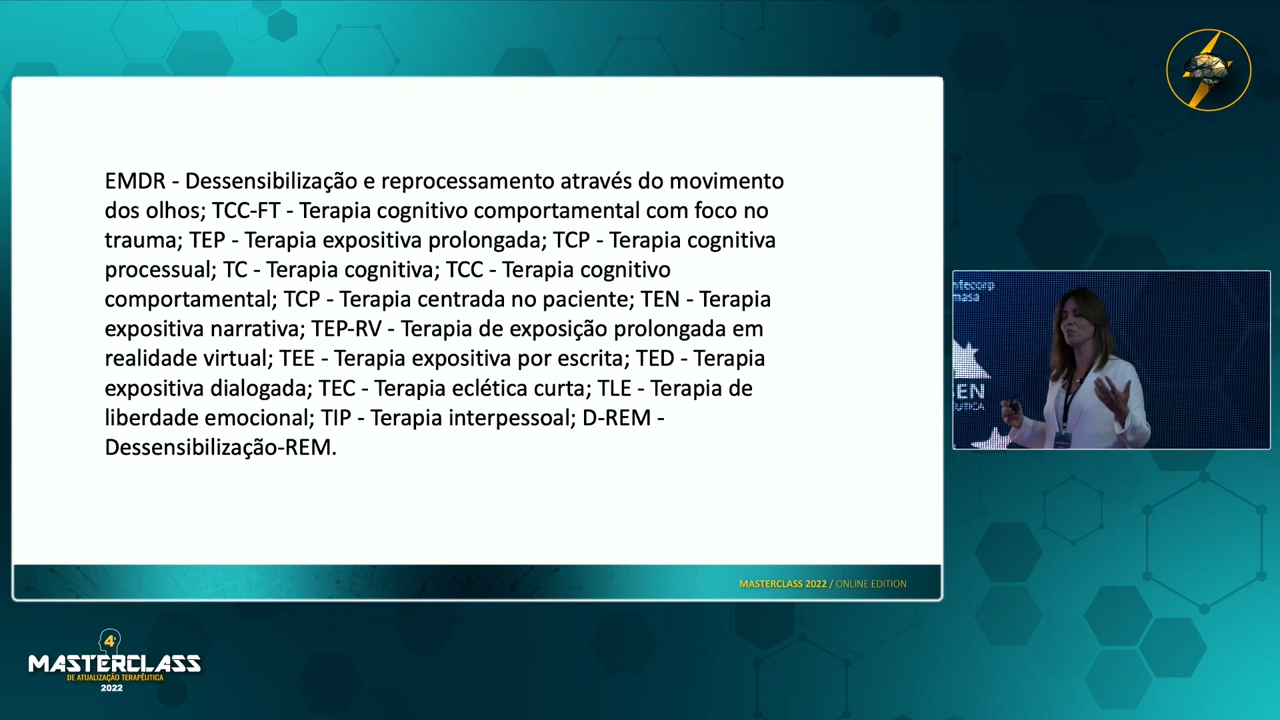 EMDR - Dessensibilização e reprocessamento através do movimento
dos olhos; TCC-FT - Terapia cognitivo comportamental com foco no
trauma; TEP - Terapia expositiva prolongada; TCP - Terapia cognitiva
processual; TC - Terapia cognitiva; TCC - Terapia cognitivo
comportamental; TCP - Terapia centrada no paciente; TEN - Terapia
expositiva narrativa; TEP-RV - Terapia de exposição prolongada em
realidade virtual; TEE - Terapia expositiva por escrita; TED - Terapia
expositiva dialogada; TEC - Terapia eclética curta; TLE - Terapia de
liberdade emocional; TIP - Terapia interpessoal; D-REM -
Dessensibilização-REM.
MASTERCLASS 2022 / ONLINE EDITION
ntecorp
masa
SEN
4ª
MASTERCLASS
DE ATUALIZAÇÃO TERAPÊUTICA
2022